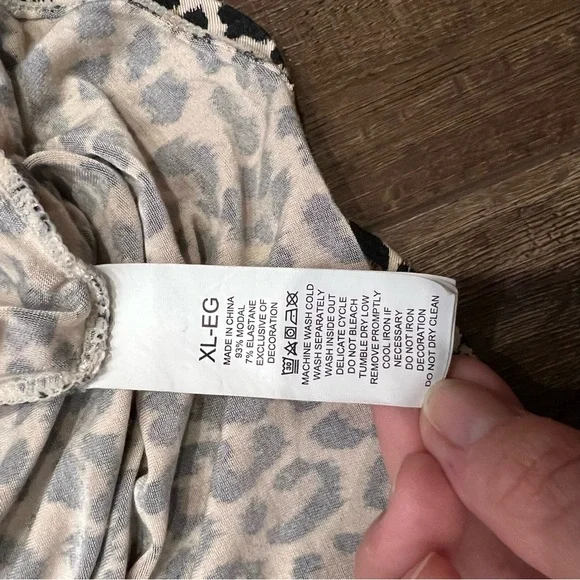 XL-EG
MADE IN CHINA
93% MODAL
7% ELASTANE
EXCLUSIVE OF
DECORATION
MACHINE WASH COLD
WASH SEPARATELY
WASH INSIDE OUT
DELICATE CYCLE
DO NOT BLEACH
TUMBLE DRY LOW
REMOVE PROMPTLY
COOL IRON IF
NECESSARY
DO NOT IRON
DECORATION
DO NOT DRY CLEAN